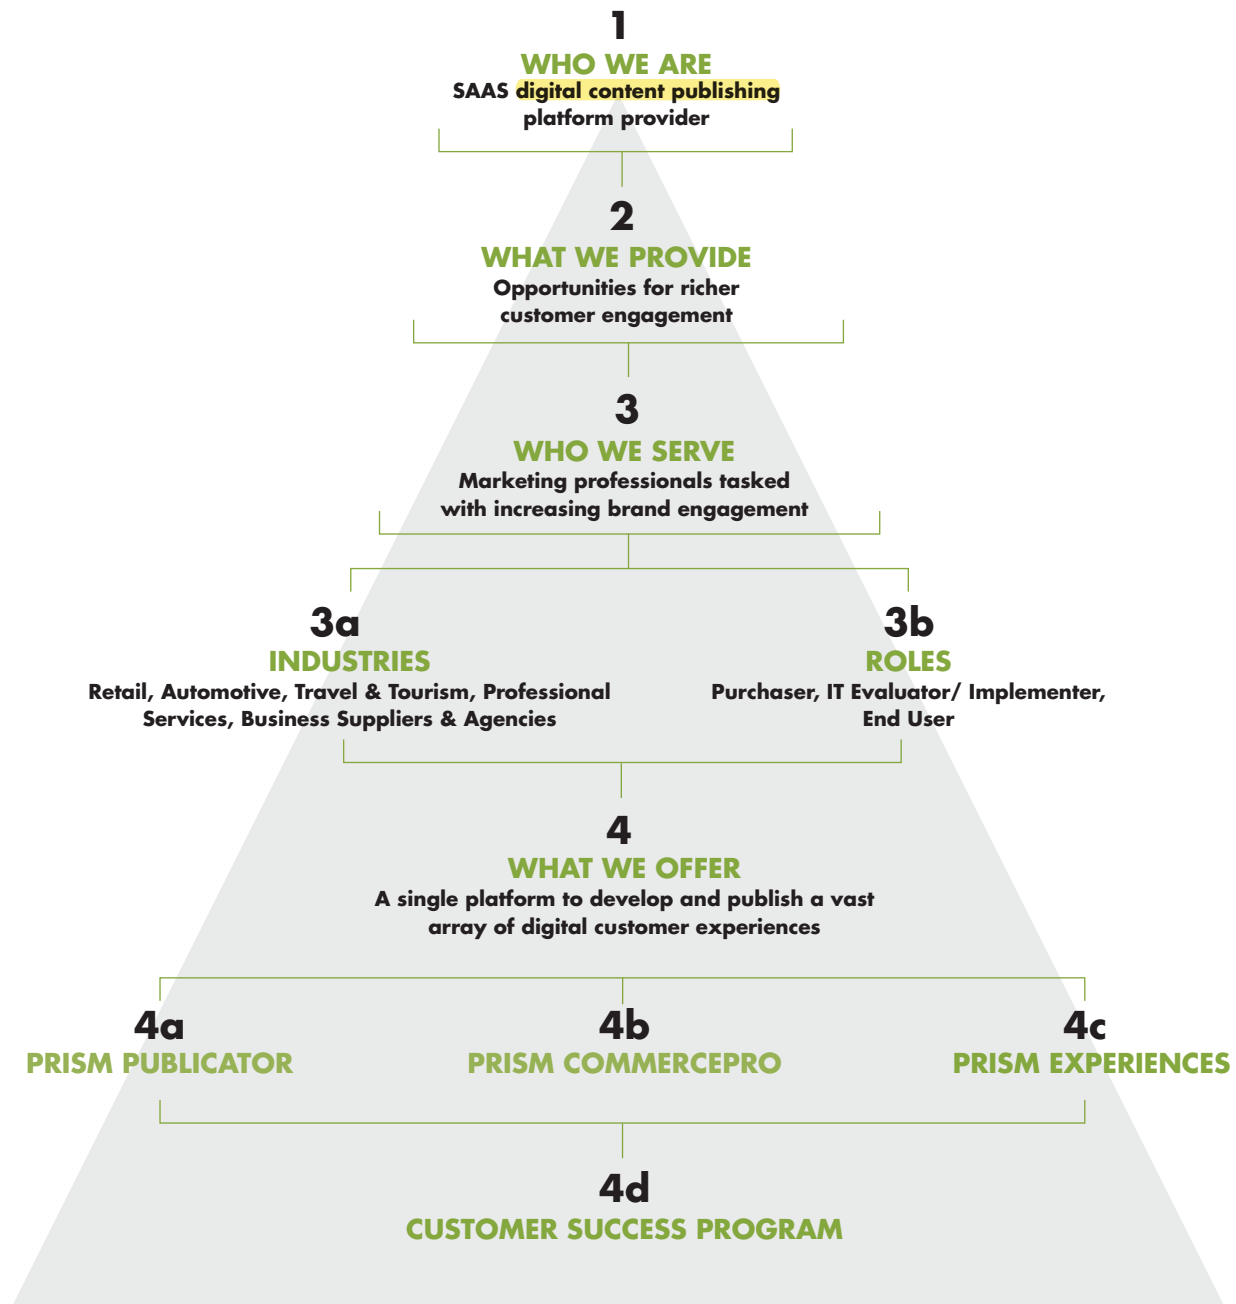 1
WHO WE ARE
SAAS digital content publishing
platform provider
2
WHAT WE PROVIDE
Opportunities for richer
customer engagement
3
WHO WE SERVE
Marketing professionals tasked
with increasing brand engagement
3a
INDUSTRIES
Retail, Automotive, Travel & Tourism, Professional
Services, Business Suppliers & Agencies
3b
ROLES
Purchaser, IT Evaluator/ Implementer,
End User
4
WHAT WE OFFER
A single platform to develop and publish a vast
array of digital customer experiences
4a
PRISM PUBLICATOR
4b
PRISM COMMERCEPRO
4c
PRISM EXPERIENCES
4d
CUSTOMER SUCCESS PROGRAM